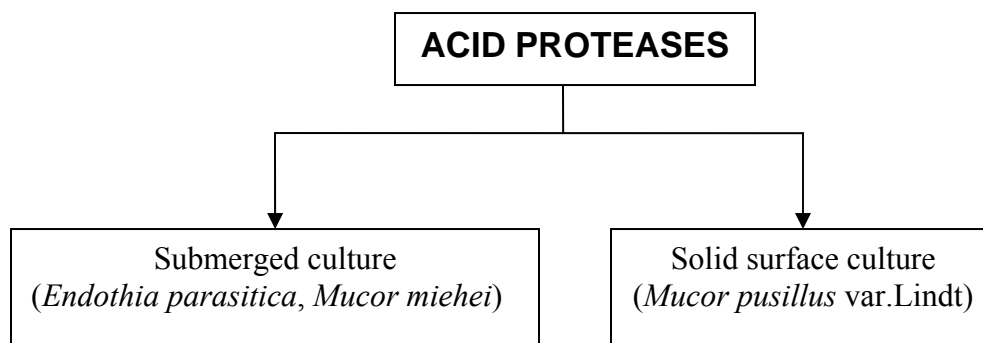 ACID PROTEASES
Submerged culture
(Endothia parasitica, Mucor miehei)
Solid surface culture
(Mucor pusillus var.Lindt)